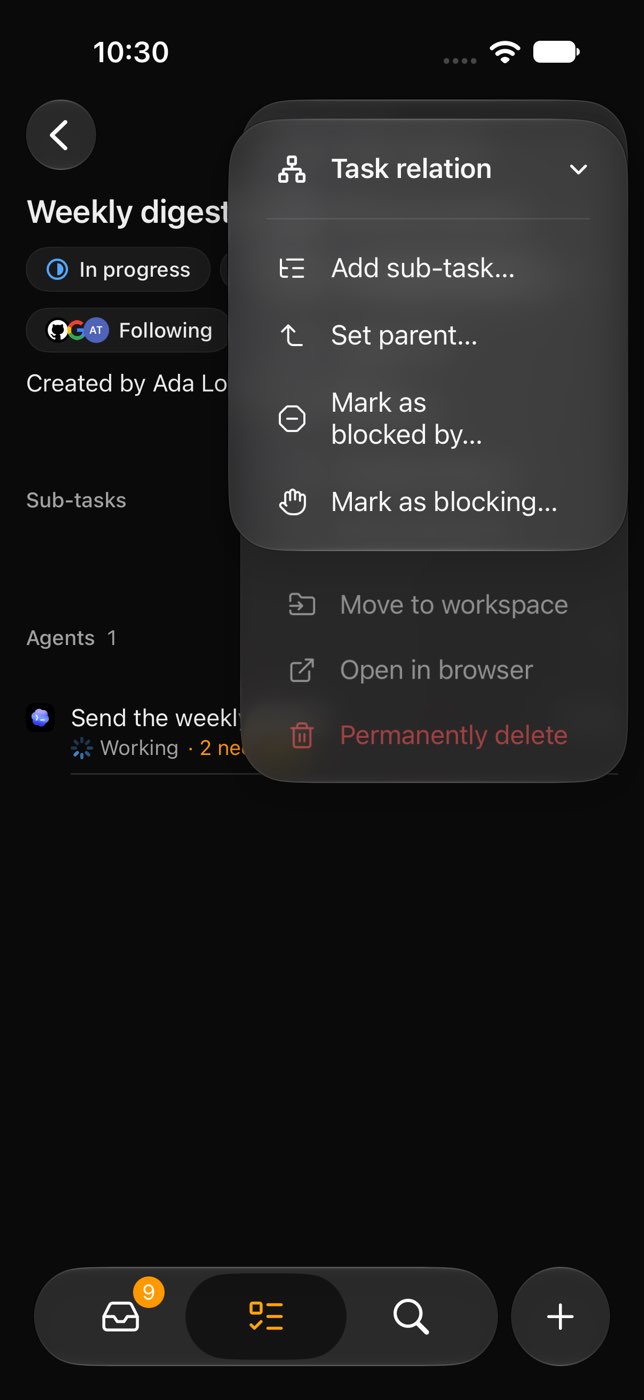 10:30
Task relation
Weekly digest
Add sub-task...
In progress
Set parent...
AT Following
Created by Ada Lo
Mark as
blocked by...
Sub-tasks
Mark as blocking...
Move to workspace
Agents 1
Open in browser
Send the weekly
Permanently delete
Working · 2
9